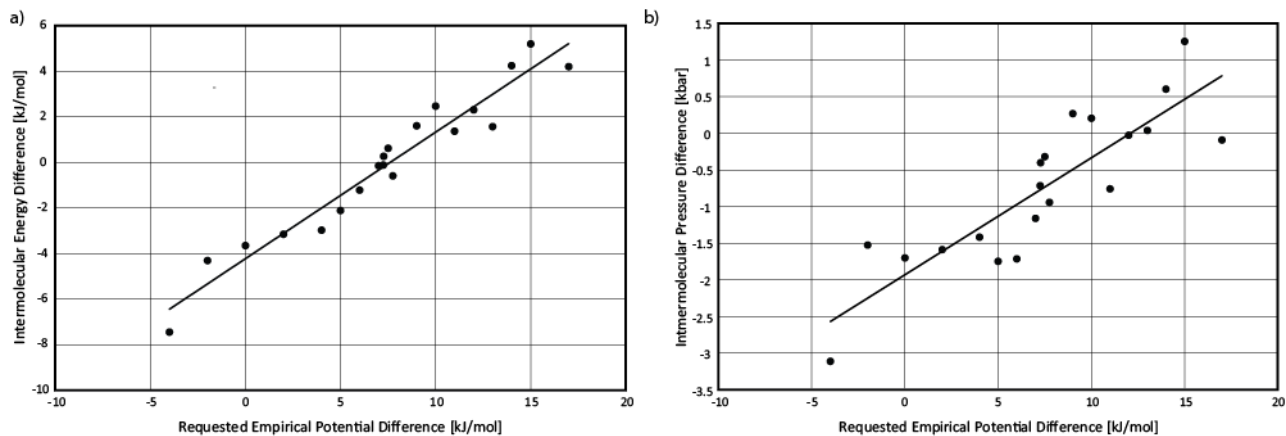 a)
Intermolecular Energy Difference [kJ/mol]
6
4
2
0
-2
-4
-6
-8
-10
-10 -5 0 5 10 15 20
Requested Empirical Potential Difference [kJ/mol]
b)
Intmermolecular Pressure Difference [kbar]
1.5
1
0.5
0
-0.5
-1
-1.5
-2
-2.5
-3
-3.5
-10 -5 0 5 10 15 20
Requested Empirical Potential Difference [kJ/mol]